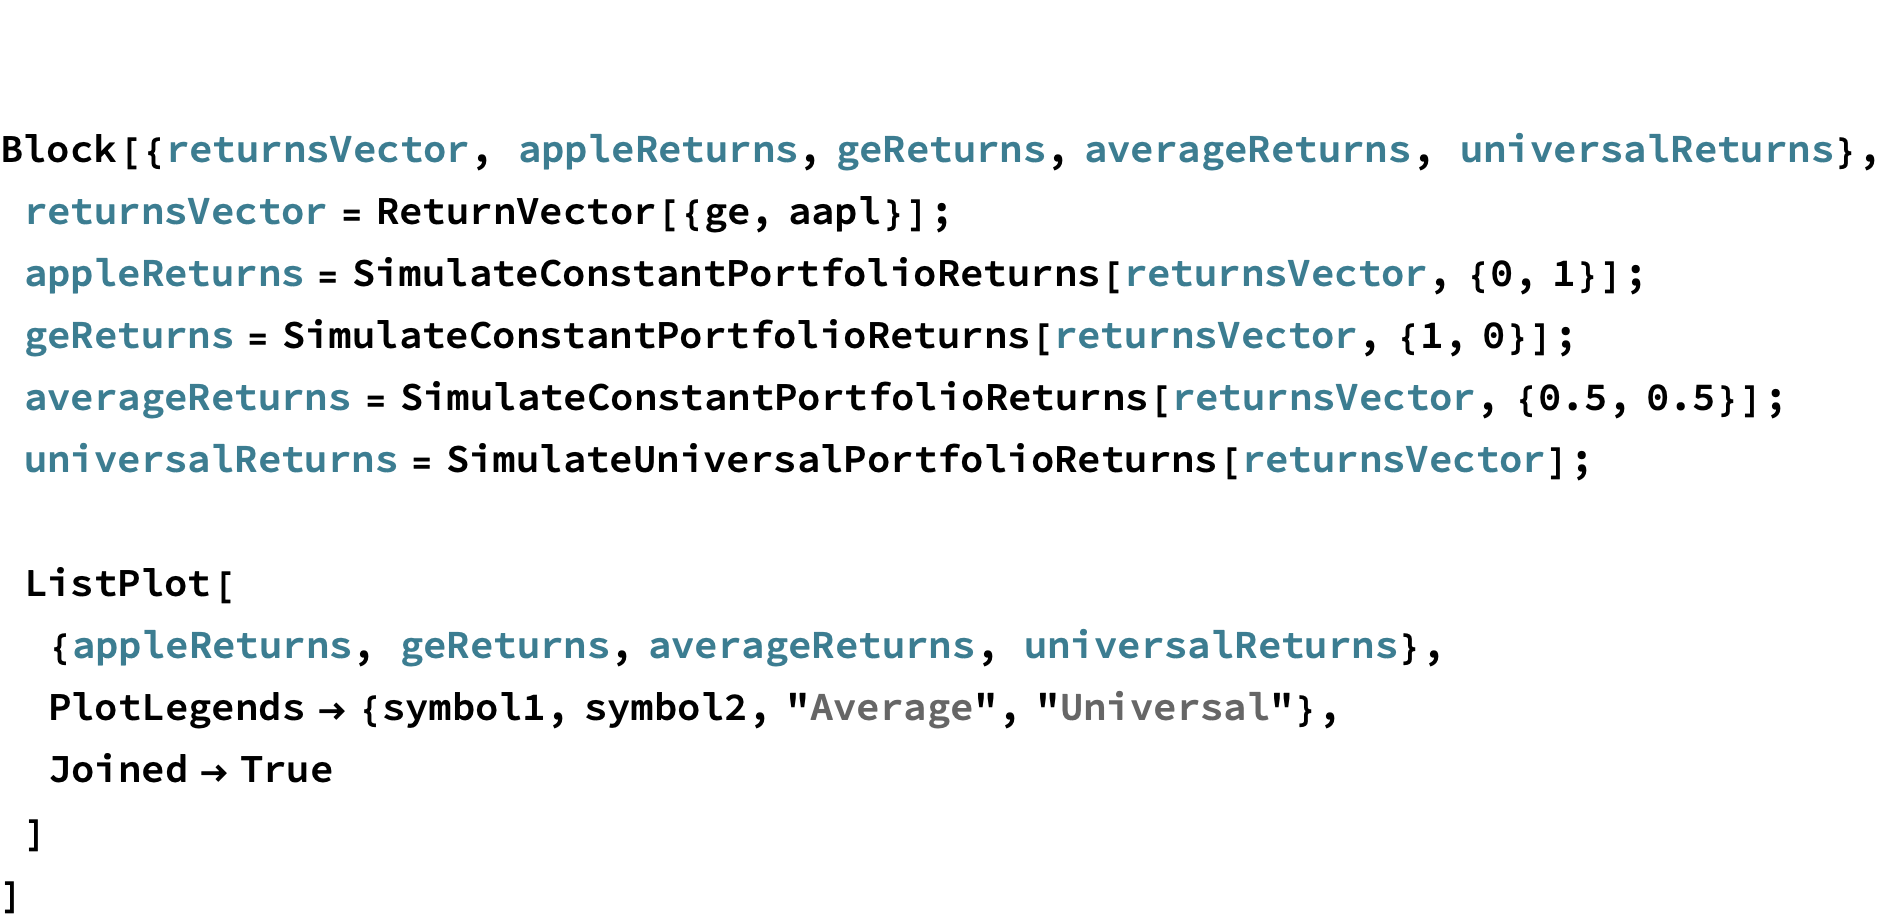 Block[{returnsVector, appleReturns, geReturns, averageReturns, universalReturns},
returnsVector = ReturnVector[{ge, aapl}];
appleReturns = SimulateConstantPortfolioReturns[returnsVector, {0, 1}];
geReturns = SimulateConstantPortfolioReturns[returnsVector, {1, 0}];
averageReturns = SimulateConstantPortfolioReturns[returnsVector, {0.5, 0.5}];
universalReturns = SimulateUniversalPortfolioReturns[returnsVector];
ListPlot[
{appleReturns, geReturns, averageReturns, universalReturns},
PlotLegends → {symbol1, symbol2, "Average", "Universal"},
Joined → True
]
]